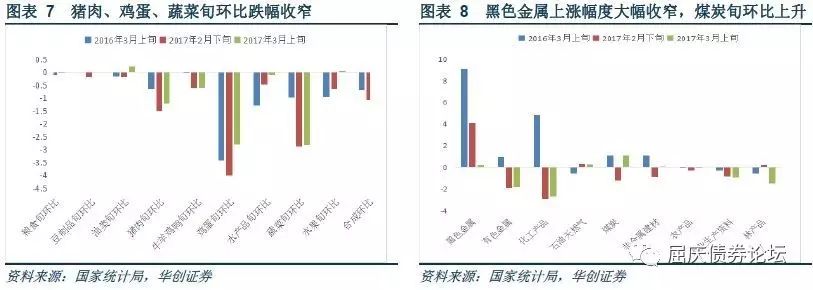 图表 7 猪肉、鸡蛋、蔬菜旬环比跌幅收窄
2016年3月上旬 2017年2月下旬 2017年3月上旬
0.5
0
-0.5
-1
-1.5
-2
-2.5
-3
-3.5
-4
-4.5
粮食旬环比
豆制品旬环比
油类旬环比
猪肉旬环比
牛羊鸡鸭旬环比
鸡蛋旬环比
水产品旬环比
蔬菜旬环比
水果旬环比
合成环比
资料来源：国家统计局，华创证券
图表 8 黑色金属上涨幅度大幅收窄，煤炭旬环比上升
2016年3月上旬 2017年2月下旬 2017年3月上旬
10
8
6
4
2
0
-2
-4
黑色金属
有色金属
化工产品
石油天然气
煤炭
非金属建材
农产品
农业生产资料
林产品
屈庆债券论坛
资料来源：国家统计局，华创证券